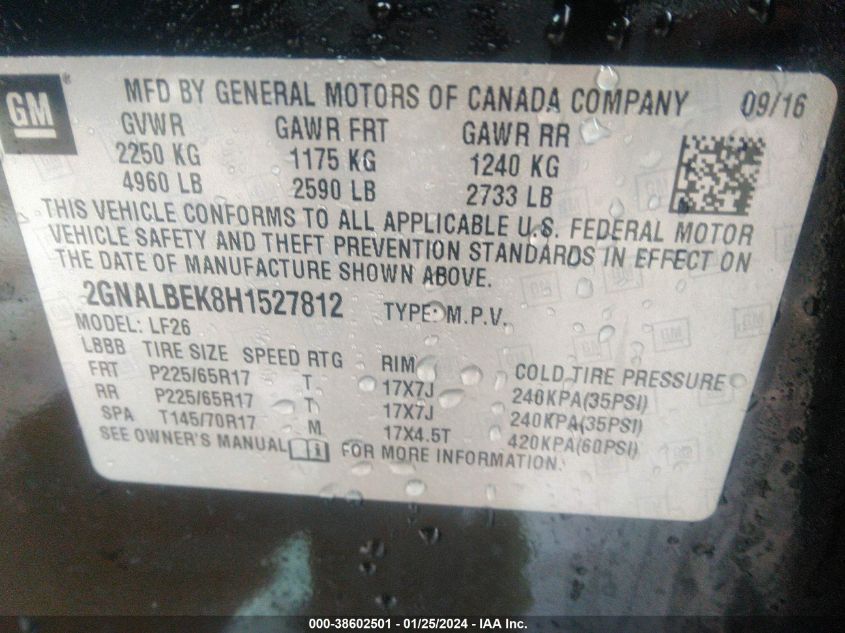 GM
MFD BY GENERAL MOTORS OF CANADA COMPANY 09/16
GVWR GAWR FRT GAWR RR
2250 KG 1175 KG 1240 KG
4960 LB 2590 LB 2733 LB
THIS VEHICLE CONFORMS TO ALL APPLICABLE U.S. FEDERAL MOTOR
VEHICLE SAFETY AND THEFT PREVENTION STANDARDS IN EFFECT ON
THE DATE OF MANUFACTURE SHOWN ABOVE.
2GNALBEK8H1527812 TYPE: M.P.V.
MODEL: LF26
LBBB TIRE SIZE SPEED RTG RIM COLD TIRE PRESSURE
FRT P225/65R17 T 17X7J 240KPA(35PSI)
RR P225/65R17 T 17X7J 240KPA(35PSI)
SPA T145/70R17 M 17X4.5T 420KPA(60PSI)
SEE OWNER'S MANUAL FOR MORE INFORMATION.
000-38602501 - 01/25/2024 - IAA Inc.